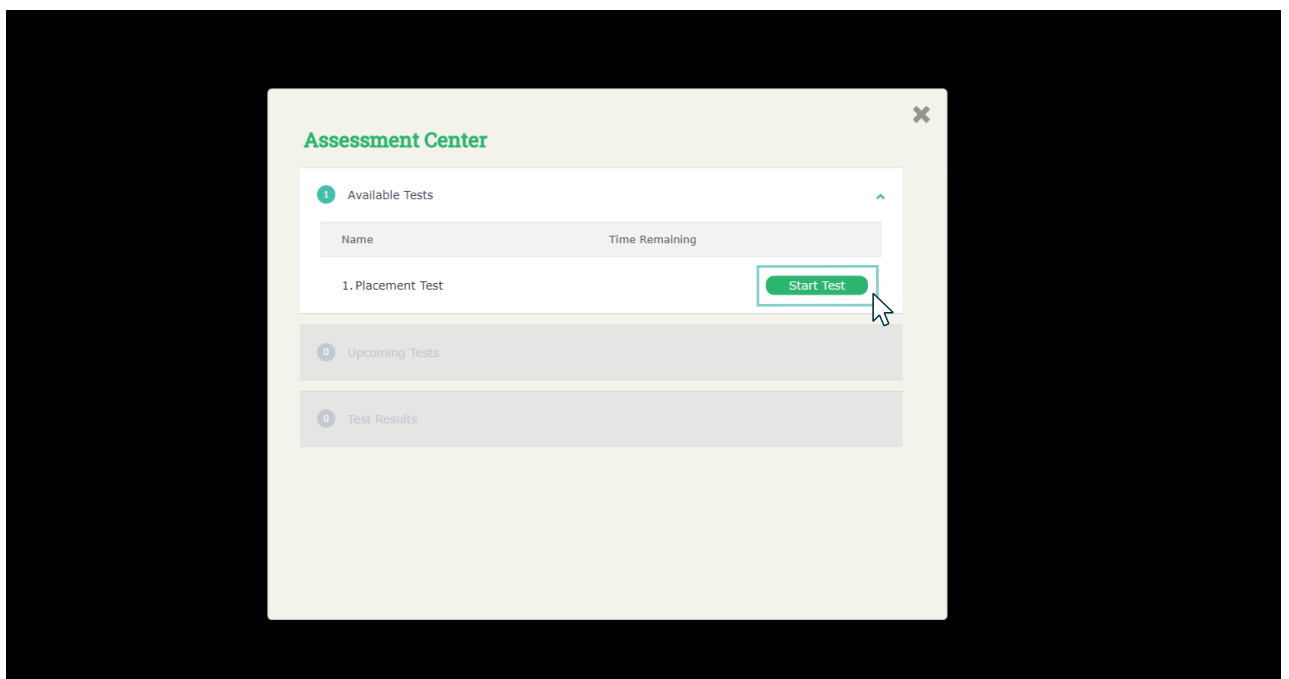 Assessment Center
1 Available Tests
Name Time Remaining
1. Placement Test Start Test
0 Upcoming Tests
0 Test Results